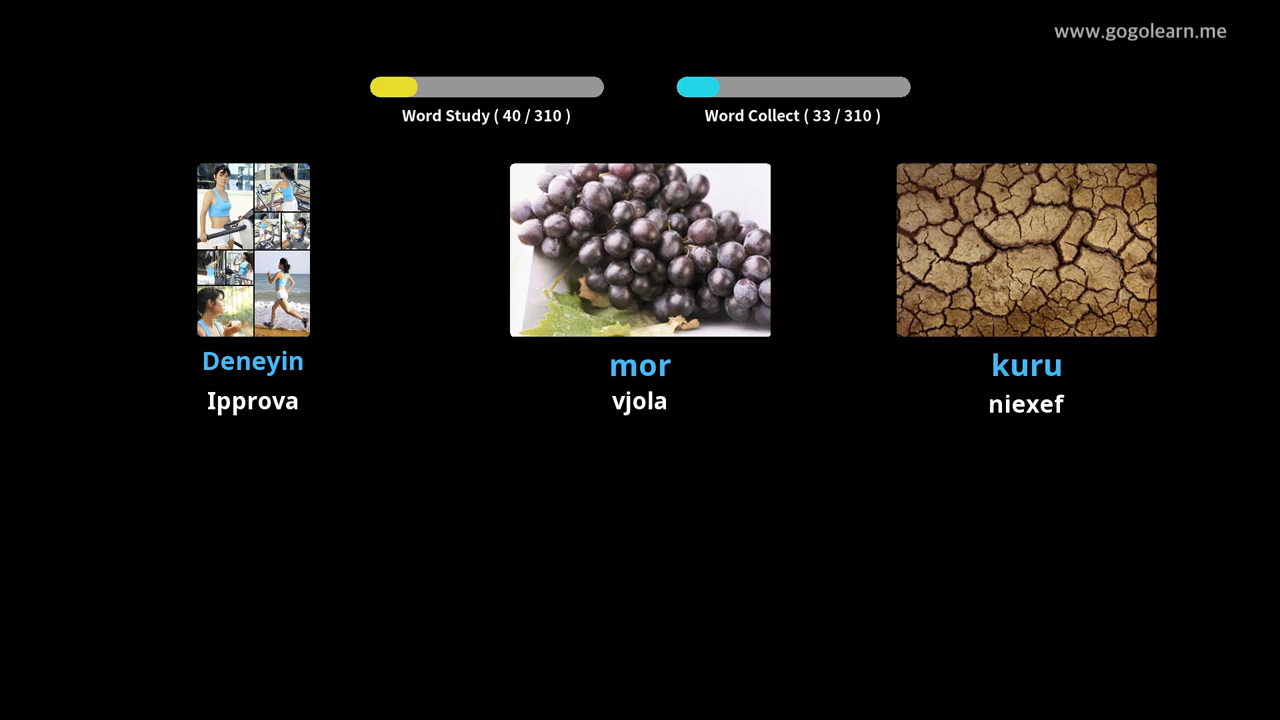 www.gogolearn.me
Word Study ( 40 / 310 )
Word Collect ( 33 / 310 )
Deneyin
Ipprova
mor
vjola
kuru
niexef